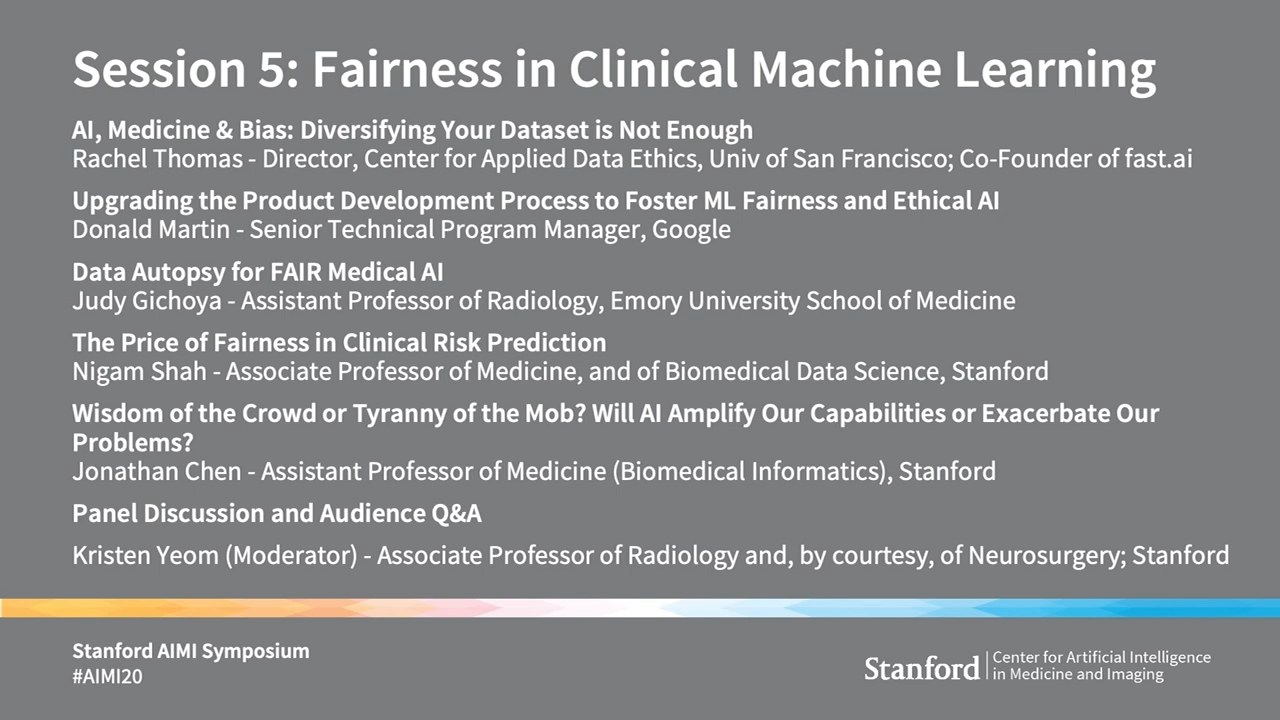 Session 5: Fairness in Clinical Machine Learning
AI, Medicine & Bias: Diversifying Your Dataset is Not Enough
Rachel Thomas - Director, Center for Applied Data Ethics, Univ of San Francisco; Co-Founder of fast.ai
Upgrading the Product Development Process to Foster ML Fairness and Ethical AI
Donald Martin - Senior Technical Program Manager, Google
Data Autopsy for FAIR Medical AI
Judy Gichoya - Assistant Professor of Radiology, Emory University School of Medicine
The Price of Fairness in Clinical Risk Prediction
Nigam Shah - Associate Professor of Medicine, and of Biomedical Data Science, Stanford
Wisdom of the Crowd or Tyranny of the Mob? Will AI Amplify Our Capabilities or Exacerbate Our
Problems?
Jonathan Chen - Assistant Professor of Medicine (Biomedical Informatics), Stanford
Panel Discussion and Audience Q&A
Kristen Yeom (Moderator) - Associate Professor of Radiology and, by courtesy, of Neurosurgery; Stanford
Stanford AIMI Symposium
#AIMI20
Stanford
Center for Artificial Intelligence
in Medicine and Imaging